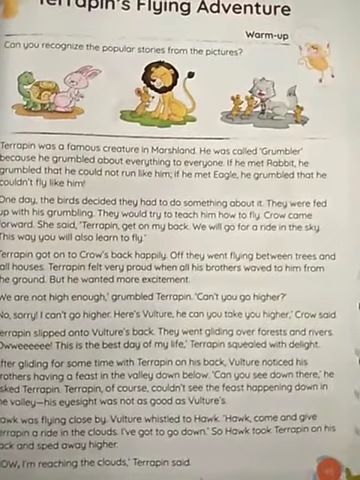 Terrapin's Flying Adventure
Warm-up
Can you recognize the popular stories from the pictures?
Terrapin was a famous creature in Marshland. He was called 'Grumbler'
because he grumbled about everything to everyone. If he met Rabbit, he
grumbled that he could not run like him; if he met Eagle, he grumbled that he
couldn't fly like him!
One day, the birds decided they had to do something about it. They were fed
up with his grumbling. They would try to teach him how to fly. Crow came
forward. She said, 'Terrapin, get on my back. We will go for a ride in the sky.
This way you will also learn to fly.'
Terrapin got on to Crow's back happily. Off they went flying between trees and
all houses. Terrapin felt very proud when all his brothers waved to him from
he ground. But he wanted more excitement.
We are not high enough,' grumbled Terrapin. 'Can't you go higher?'
No, sorry! I can't go higher. Here's Vulture, he can you take you higher,' Crow said
errapin slipped onto Vulture's back. They went gliding over forests and rivers.
Owweeeeee! This is the best day of my life,' Terrapin squealed with delight.
fter gliding for some time with Terrapin on his back, Vulture noticed his
rothers having a feast in the valley down below. 'Can you see down there,' he
sked Terrapin. Terrapin, of course, couldn't see the feast happening down in
he valley—his eyesight was not as good as Vulture's.
awk was flying close by. Vulture whistled to Hawk. 'Hawk, come and give
errapin a ride in the clouds. I've got to go down.' So Hawk took Terrapin on his
ack and sped away higher.
OW, I'm reaching the clouds,' Terrapin said.